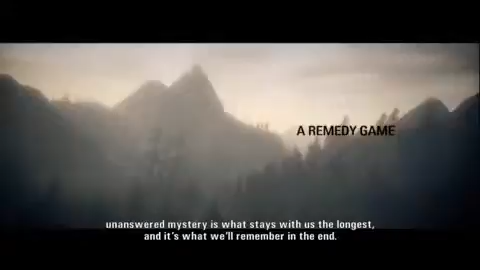 A REMEDY GAME
unanswered mystery is what stays with us the longest,
and it's what we'll remember in the end.